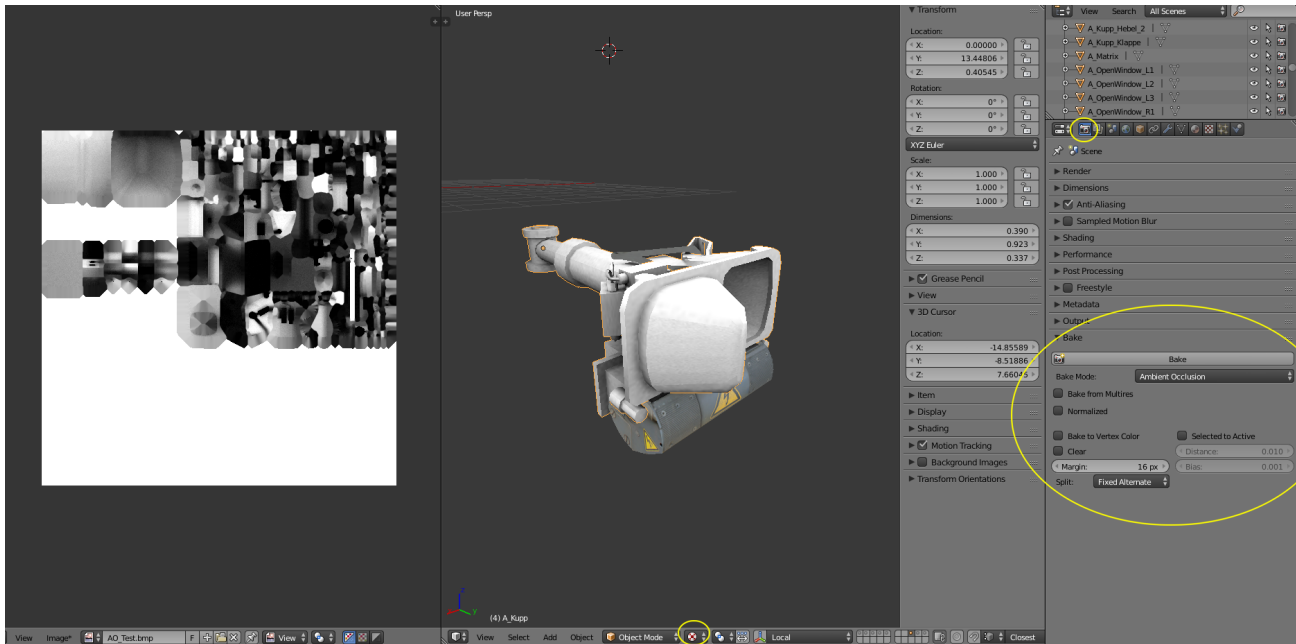 User Persp
(4) A_Kupp
View Image* AO_Test.bmp F View
View Select Add Object Object Mode Local Closest
Transform
Location:
X: 0.00000
Y: 13.44806
Z: 0.40545
Rotation:
X: 0°
Y: 0°
Z: 0°
XYZ Euler
Scale:
X: 1.000
Y: 1.000
Z: 1.000
Dimensions:
X: 0.390
Y: 0.923
Z: 0.337
Grease Pencil
View
3D Cursor
Location:
X: -14.85589
Y: -8.51886
Z: 7.66045
Item
Display
Shading
Motion Tracking
Background Images
Transform Orientations
View Search All Scenes
A_Kupp_Hebel_2
A_Kupp_Klappe
A_Matrix
A_OpenWindow_L1
A_OpenWindow_L2
A_OpenWindow_L3
A_OpenWindow_R1
Scene
Render
Dimensions
Anti-Aliasing
Sampled Motion Blur
Shading
Performance
Post Processing
Freestyle
Metadata
Output
Bake
Bake
Bake Mode: Ambient Occlusion
Bake from Multires
Normalized
Bake to Vertex Color Selected to Active
Clear Distance: 0.010
Margin: 16 px Bias: 0.001
Split: Fixed Alternate